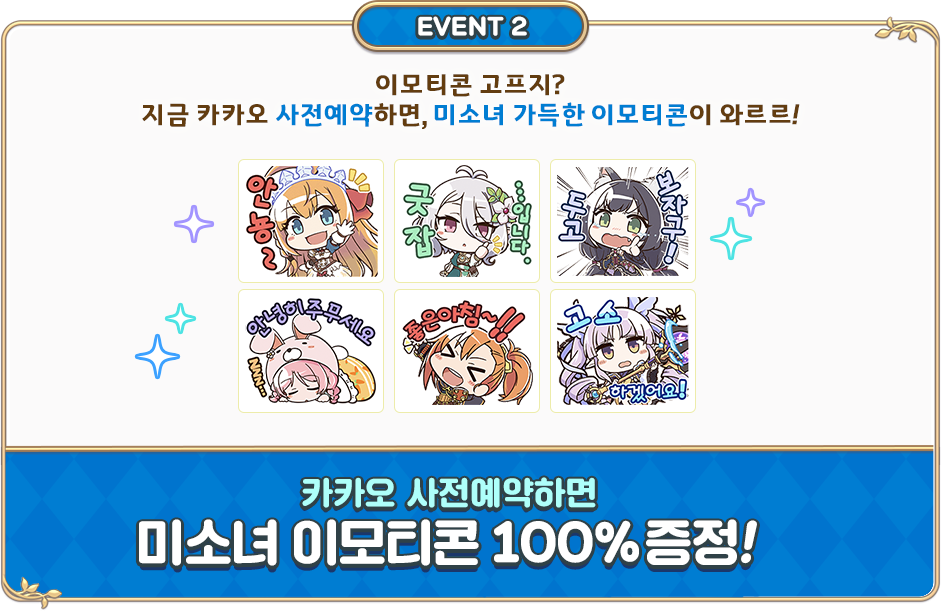 EVENT 2
이모티콘 고프지?
지금 카카오 사전예약하면, 미소녀 가득한 이모티콘이 와르르!
안뇽~
굿잡
...입니다.
두고
보자구!
안녕히주무세요
좋은아침~!!
고소
하겠어요!
카카오 사전예약하면
미소녀 이모티콘 100% 증정!